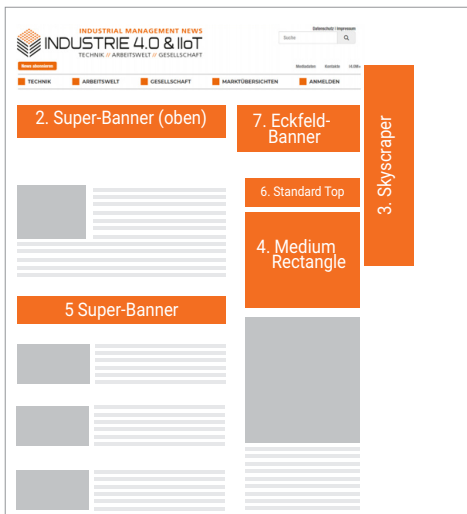 Datenschutz | Impressum
INDUSTRIAL MANAGEMENT NEWS
INDUSTRIE 4.0 & IIoT
TECHNIK // ARBEITSWELT // GESELLSCHAFT
Suche
News abonnieren
Mediadaten Kontakte
TECHNIK ARBEITSWELT GESELLSCHAFT MARKTÜBERSICHTEN ANMELDEN
2. Super-Banner (oben)
7. Eckfeld-
Banner
3. Skyscraper
6. Standard Top
4. Medium
Rectangle
5 Super-Banner